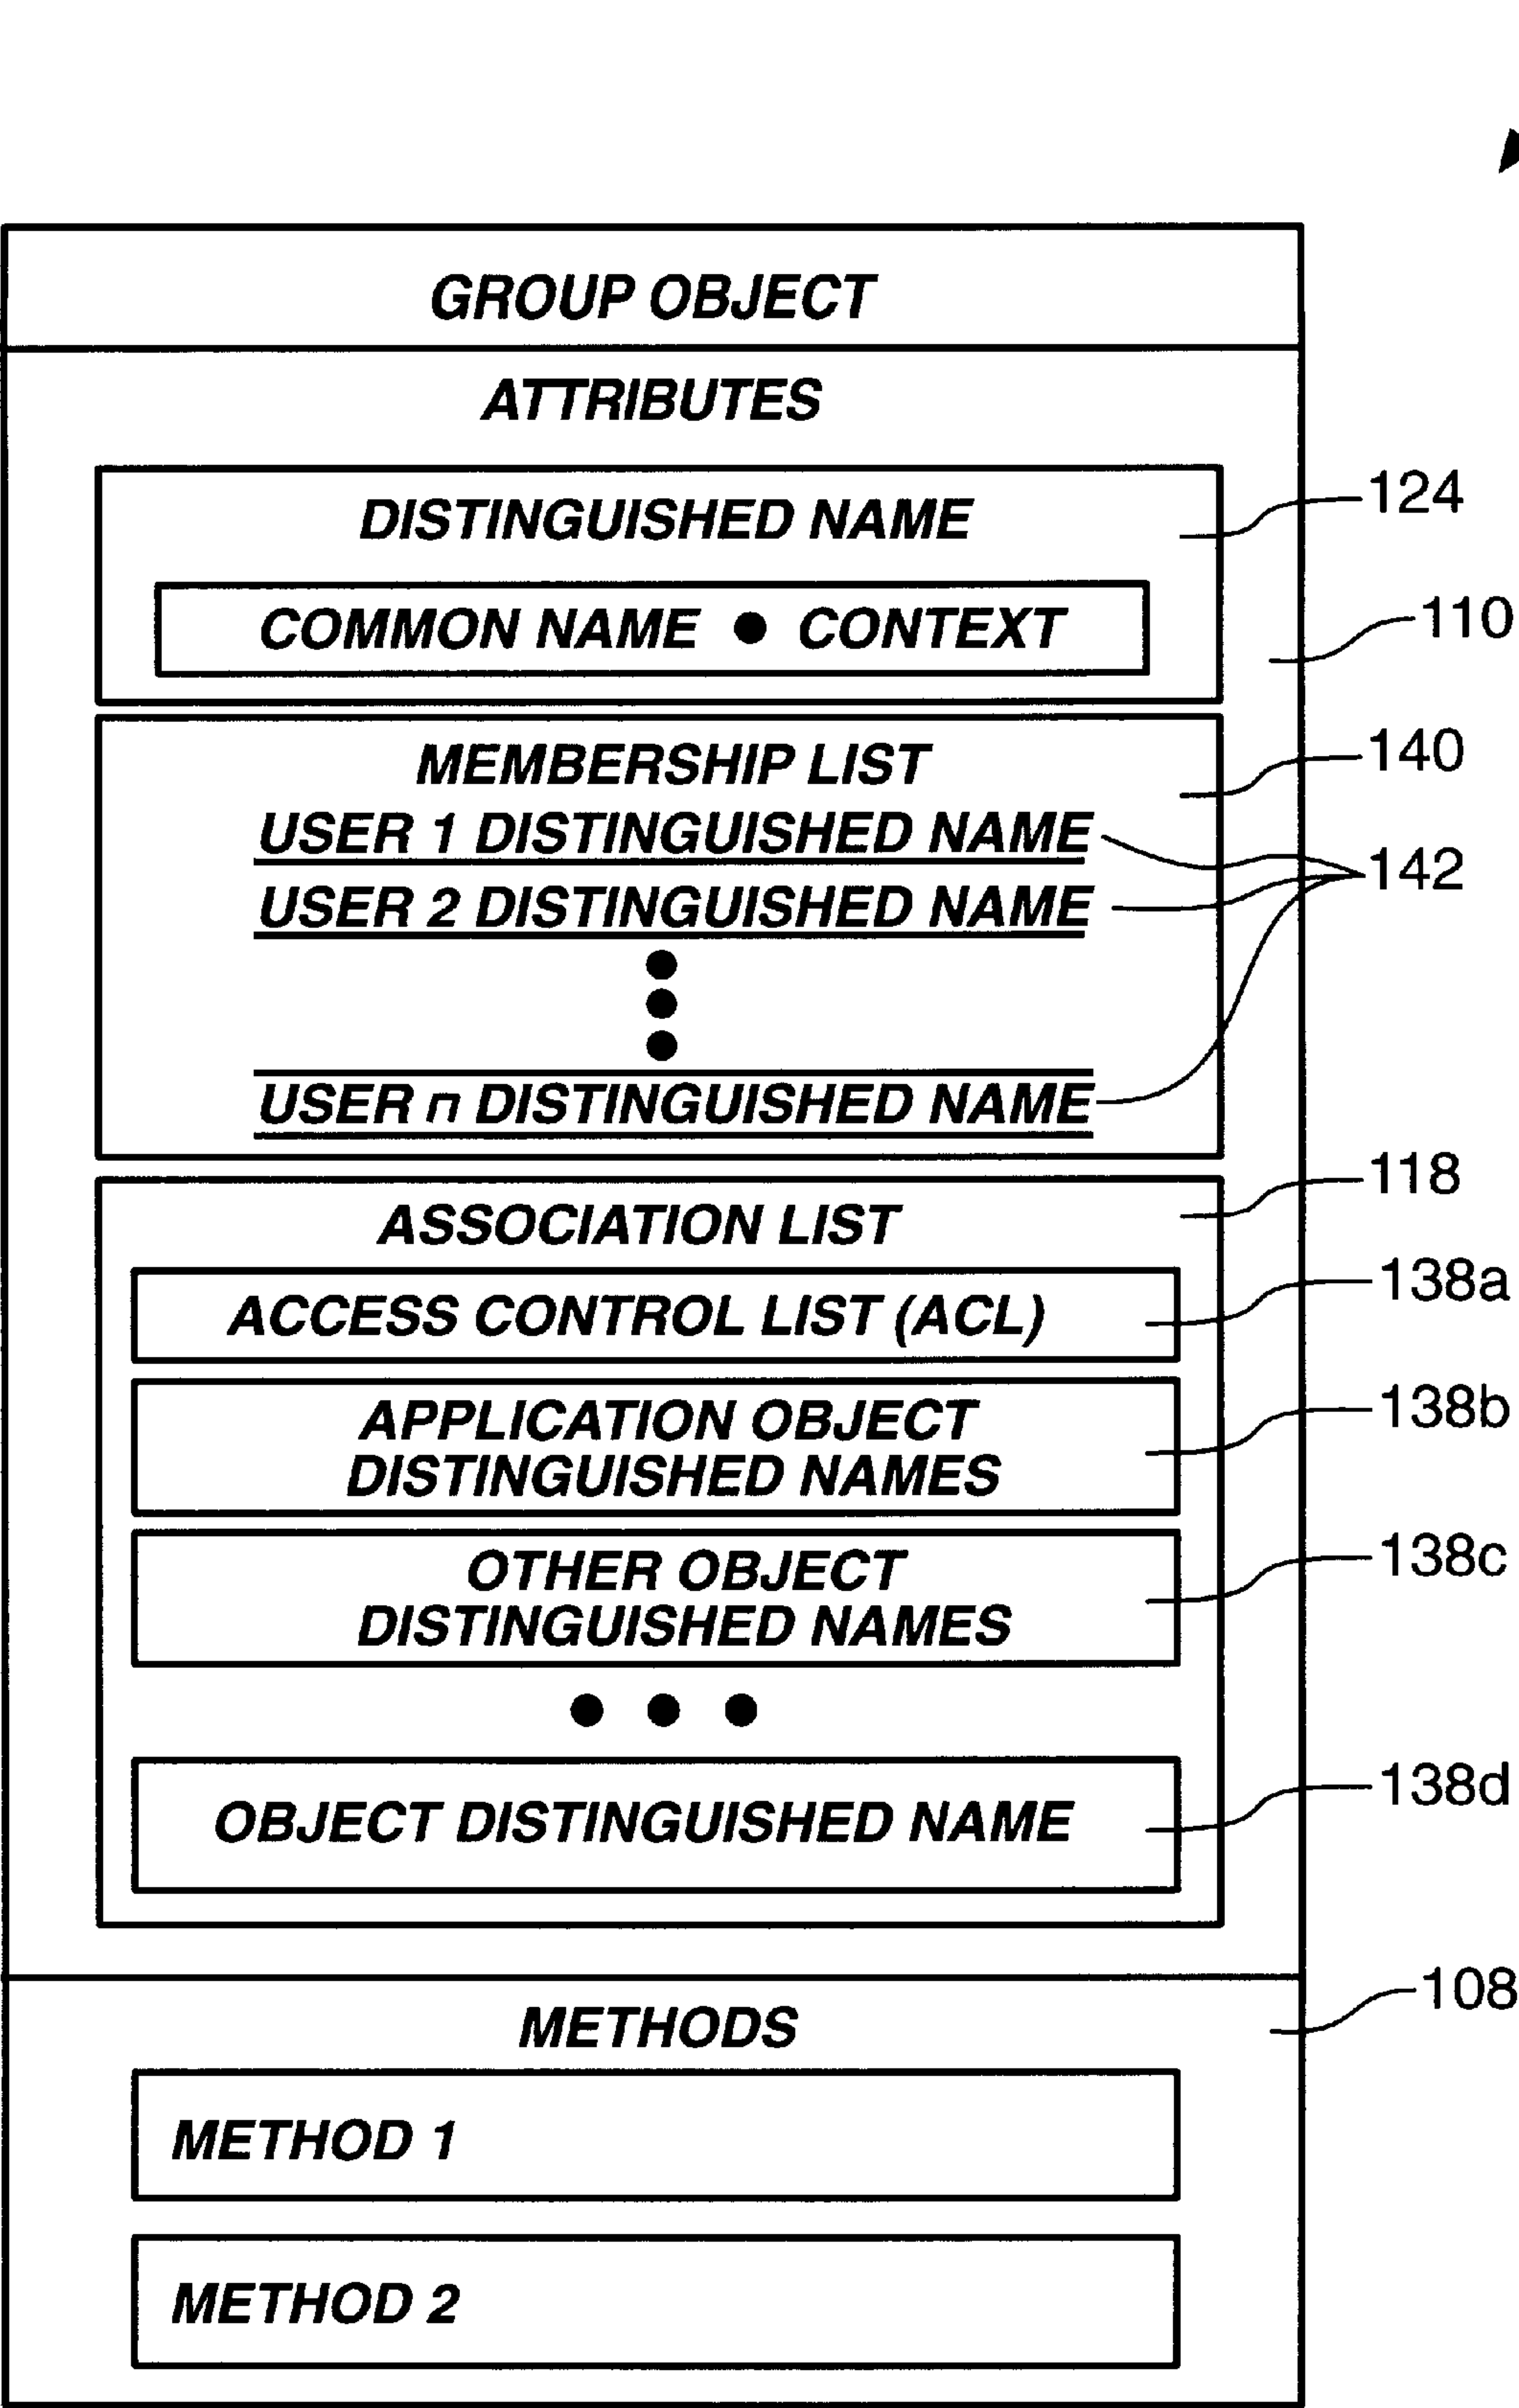 GROUP OBJECT
ATTRIBUTES
DISTINGUISHED NAME
124
COMMON NAME ● CONTEXT
110
MEMBERSHIP LIST
140
USER 1 DISTINGUISHED NAME
142
USER 2 DISTINGUISHED NAME
USER n DISTINGUISHED NAME
118
ASSOCIATION LIST
138a
ACCESS CONTROL LIST (ACL)
138b
APPLICATION OBJECT
DISTINGUISHED NAMES
138c
OTHER OBJECT
DISTINGUISHED NAMES
138d
OBJECT DISTINGUISHED NAME
108
METHODS
METHOD 1
METHOD 2